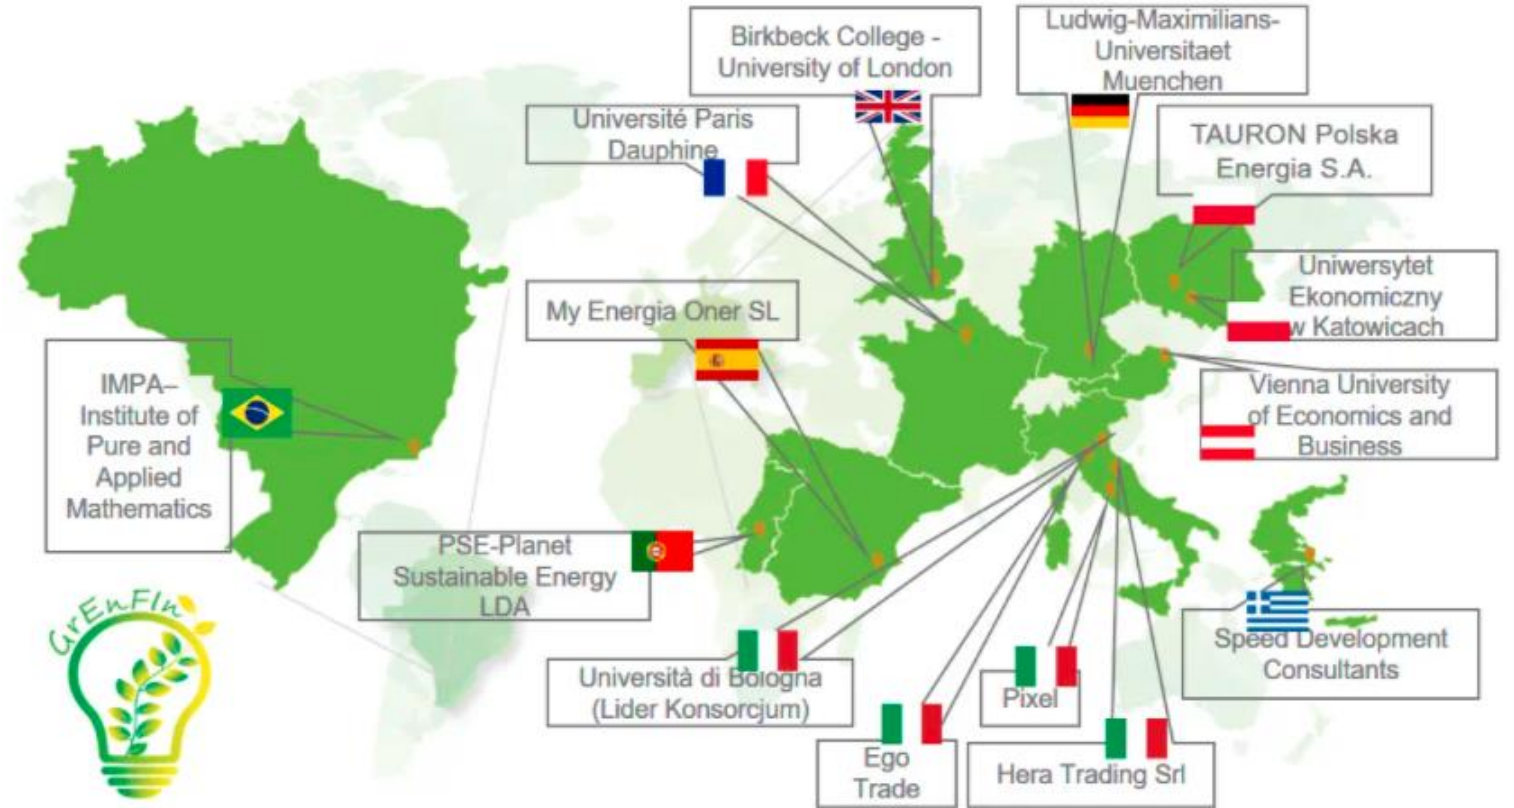 Birkbeck College -
University of London
Ludwig-Maximilians-
Universitaet
Muenchen
Université Paris
Dauphine
TAURON Polska
Energia S.A.
My Energia Oner SL
Uniwersytet
Ekonomiczny
w Katowicach
IMPA–
Institute of
Pure and
Applied
Mathematics
Vienna University
of Economics and
Business
PSE-Planet
Sustainable Energy
LDA
GrEnFIn
Università di Bologna
(Lider Konsorcjum)
Speed Development
Consultants
Pixel
Ego
Trade
Hera Trading Srl